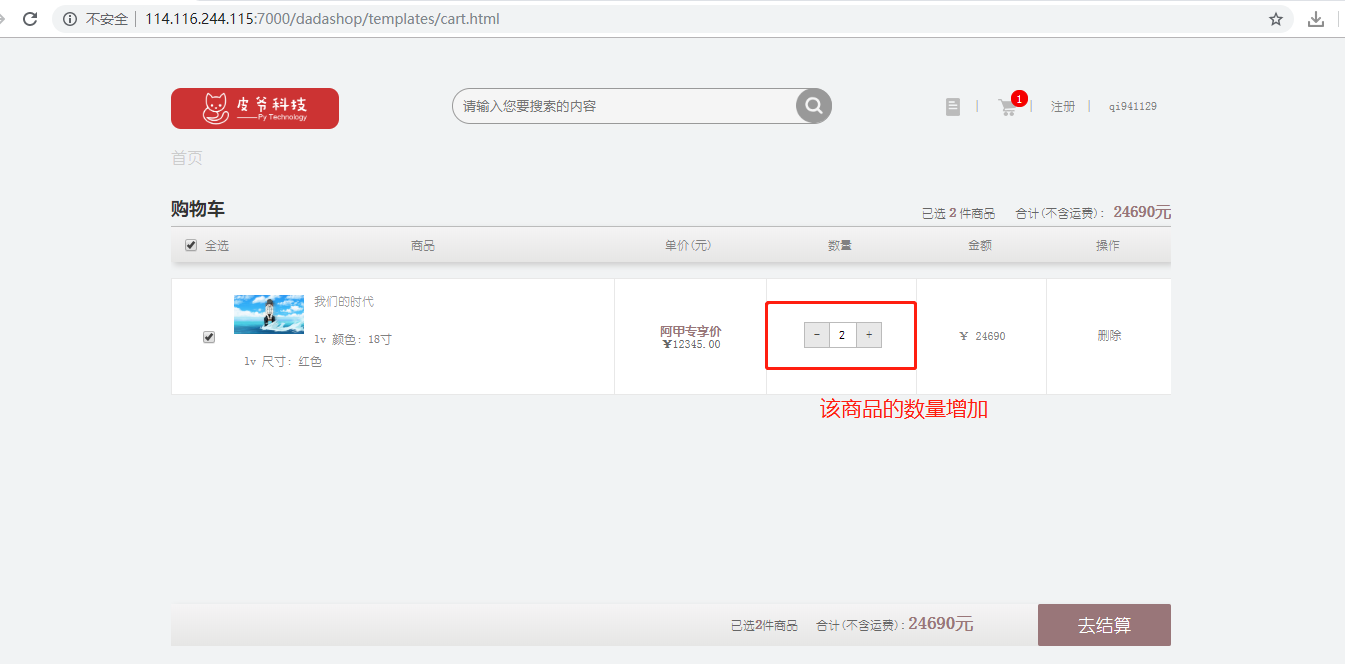 不安全 114.116.244.115:7000/dadashop/templates/cart.html
皮爷科技
Py Technology
请输入您要搜索的内容
1 注册 qi941129
首页
购物车 已选 2 件商品 合计(不含运费): 24690元
全选 商品 单价(元) 数量 金额 操作
我们的时代
lv 颜色: 18寸
lv 尺寸: 红色
阿甲专享价
¥12345.00
- 2 +
¥ 24690
删除
该商品的数量增加
已选2件商品 合计(不含运费): 24690元 去结算